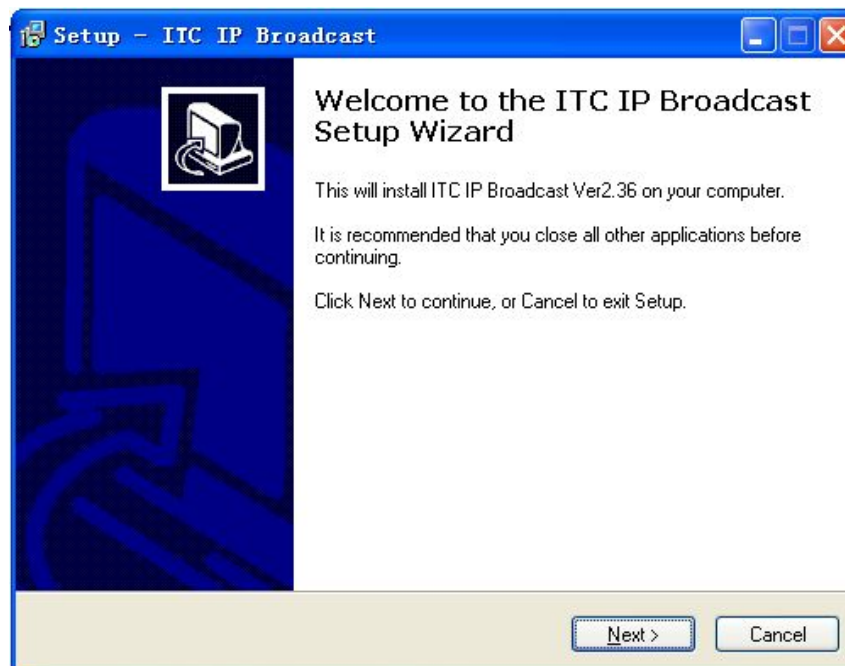 Setup - ITC IP Broadcast
Welcome to the ITC IP Broadcast
Setup Wizard
This will install ITC IP Broadcast Ver2.36 on your computer.
It is recommended that you close all other applications before
continuing.
Click Next to continue, or Cancel to exit Setup.
Next >
Cancel